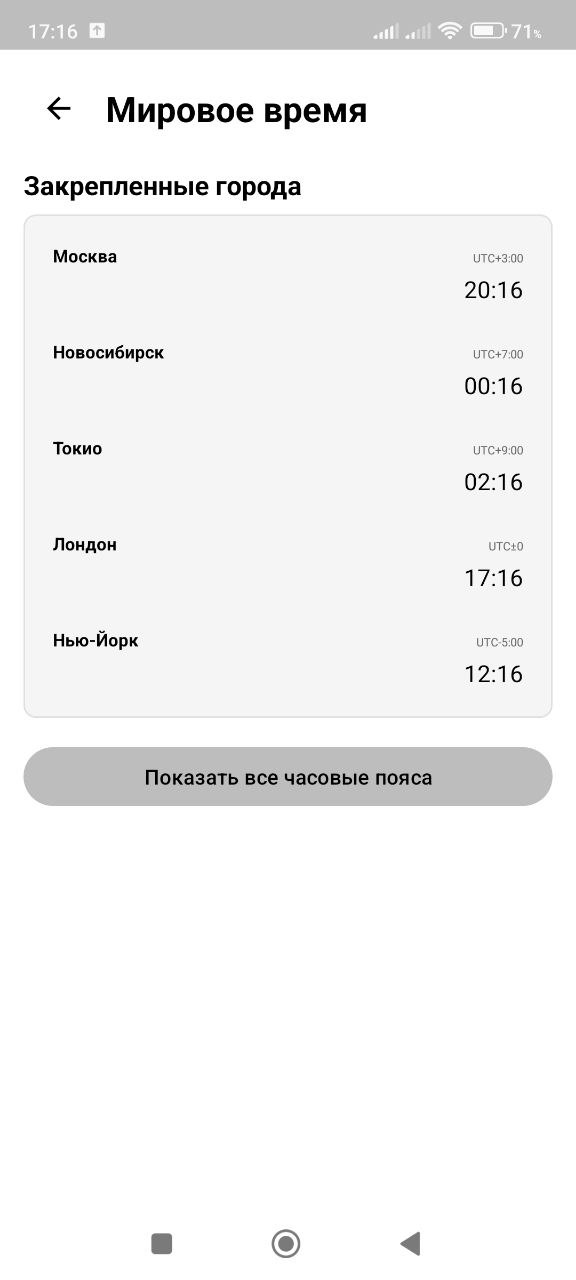 17:16
71%
Мировое время
Закрепленные города
Москва
UTC+3:00
20:16
Новосибирск
UTC+7:00
00:16
Токио
UTC+9:00
02:16
Лондон
UTC±0
17:16
Нью-Йорк
UTC-5:00
12:16
Показать все часовые пояса